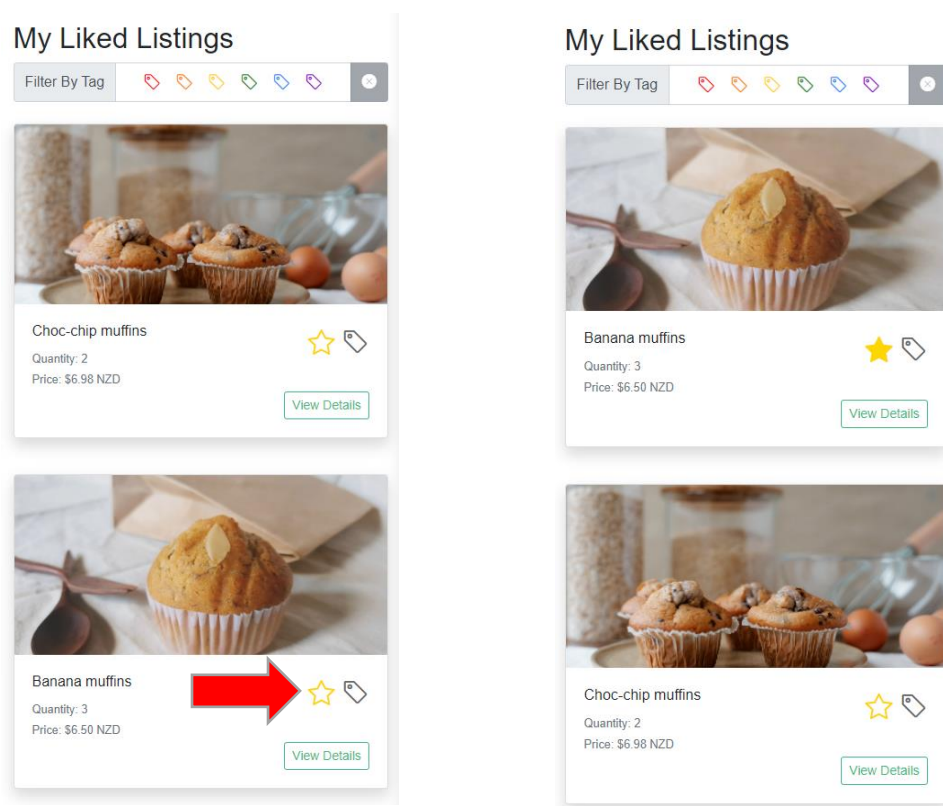 My Liked Listings
Filter By Tag
Choc-chip muffins
Quantity: 2
Price: $6.98 NZD
View Details
Banana muffins
Quantity: 3
Price: $6.50 NZD
View Details
My Liked Listings
Filter By Tag
Banana muffins
Quantity: 3
Price: $6.50 NZD
View Details
Choc-chip muffins
Quantity: 2
Price: $6.98 NZD
View Details